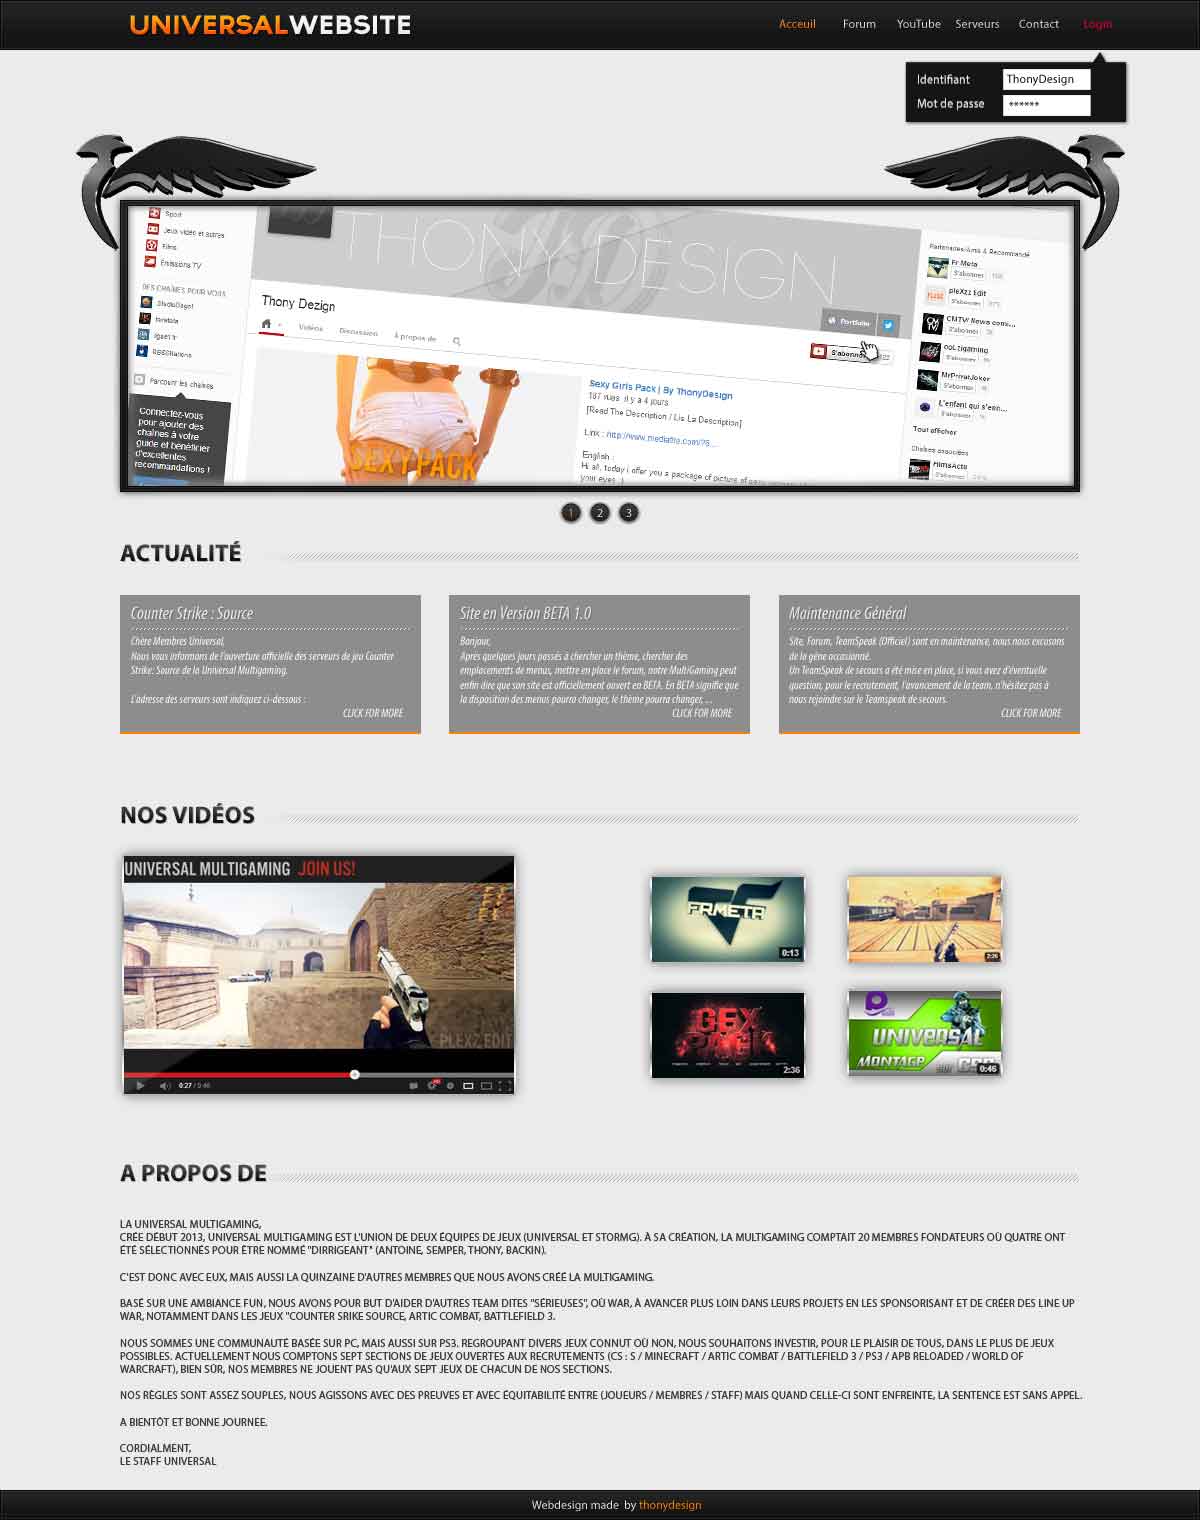 UNIVERSALWEBSITE
Acceuil Forum YouTube Serveurs Contact Login
Identifiant ThonyDesign
Mot de passe ******
THONY DESIGN
Sport
Jeux vidéo et autres
Films
Émissions TV
DES CHAÎNES POUR VOUS
Parcourir les chaînes
Connectez-vous
pour ajouter des
chaînes à votre
guide et bénéficier
d'excellentes
recommandations !
Thony Dezign
Vidéos Discussion À propos de
Portfolio
S'abonner
SEXY PACK
Sexy Girls Pack | By ThonyDesign
187 vues il y a 4 jours
[Read The Description / Lis La Description]
Link : http://www.mediafire.com/?8...
English :
Hi all, today i offer you a package of picture of sexy
your eyes ;)
Fr Meta
S'abonner
pleXzz Edit
S'abonner
S'abonner
S'abonner
MrPrivatJoker
S'abonner
L'enfant qui s'enn...
S'abonner
Tout afficher
Chaînes associées
FilmsActu
S'abonner
1 2 3
ACTUALITÉ
Counter Strike : Source
Chère Membres Universal,
Nous vous informons de l'ouverture officielle des serveurs de jeu Counter
Strike: Source de la Universal Multigaming.
L'adresse des serveurs sont indiquez ci-dessous :
CLICK FOR MORE
Site en Version BETA 1.0
Bonjour,
Après quelques jours passés à chercher un thème, chercher des
emplacements de menus, mettre en place le forum, notre MultiGaming peut
enfin dire que son site est officiellement ouvert en BETA. En BETA signifie que
la disposition des menus pourra changer, le thème pourra changer, ...
CLICK FOR MORE
Maintenance Général
Site, Forum, TeamSpeak (Officiel) sont en maintenance, nous nous excusons
de la gêne occasionné.
Un TeamSpeak de secours a été mise en place, si vous avez d'éventuelle
question, pour le recrutement, l'avancement de la team, n'hésitez pas à
nous rejoindre sur le Teamspeak de secours.
CLICK FOR MORE
NOS VIDÉOS
UNIVERSAL MULTIGAMING JOIN US!
PLEXZ EDIT
0:27 / 0:46
FRMETA
0:13
2:36
GFX
PACK
2:36
UNIVERSAL
MONTAGE
SUR
0:46
A PROPOS DE
LA UNIVERSAL MULTIGAMING,
CRÉE DÉBUT 2013, UNIVERSAL MULTIGAMING EST L'UNION DE DEUX ÉQUIPES DE JEUX (UNIVERSAL ET STORMG). À SA CRÉATION, LA MULTIGAMING COMPTAIT 20 MEMBRES FONDATEURS OÙ QUATRE ONT
ÉTÉ SÉLECTIONNÉS POUR ÊTRE NOMMÉ "DIRRIGEANT" (ANTOINE, SEMPER, THONY, BACKIN).
C'EST DONC AVEC EUX, MAIS AUSSI LA QUINZAINE D'AUTRES MEMBRES QUE NOUS AVONS CRÉÉ LA MULTIGAMING.
BASÉ SUR UNE AMBIANCE FUN, NOUS AVONS POUR BUT D'AIDER D'AUTRES TEAM DITES "SÉRIEUSES", OÙ WAR, À AVANCER PLUS LOIN DANS LEURS PROJETS EN LES SPONSORISANT ET DE CRÉER DES LINE UP
WAR, NOTAMMENT DANS LES JEUX "COUNTER SRIKE SOURCE, ARTIC COMBAT, BATTLEFIELD 3.
NOUS SOMMES UNE COMMUNAUTÉ BASÉE SUR PC, MAIS AUSSI SUR PS3. REGROUPANT DIVERS JEUX CONNUT OÙ NON, NOUS SOUHAITONS INVESTIR, POUR LE PLAISIR DE TOUS, DANS LE PLUS DE JEUX
POSSIBLES. ACTUELLEMENT NOUS COMPTONS SEPT SECTIONS DE JEUX OUVERTES AUX RECRUTEMENTS (CS : S / MINECRAFT / ARTIC COMBAT / BATTLEFIELD 3 / PS3 / APB RELOADED / WORLD OF
WARCRAFT), BIEN SÛR, NOS MEMBRES NE JOUENT PAS QU'AUX SEPT JEUX DE CHACUN DE NOS SECTIONS.
NOS RÈGLES SONT ASSEZ SOUPLES, NOUS AGISSONS AVEC DES PREUVES ET AVEC ÉQUITABILITÉ ENTRE (JOUEURS / MEMBRES / STAFF) MAIS QUAND CELLE-CI SONT ENFREINTE, LA SENTENCE EST SANS APPEL.
A BIENTÔT ET BONNE JOURNEE.
CORDIALMENT,
LE STAFF UNIVERSAL
Webdesign made by thonydesign